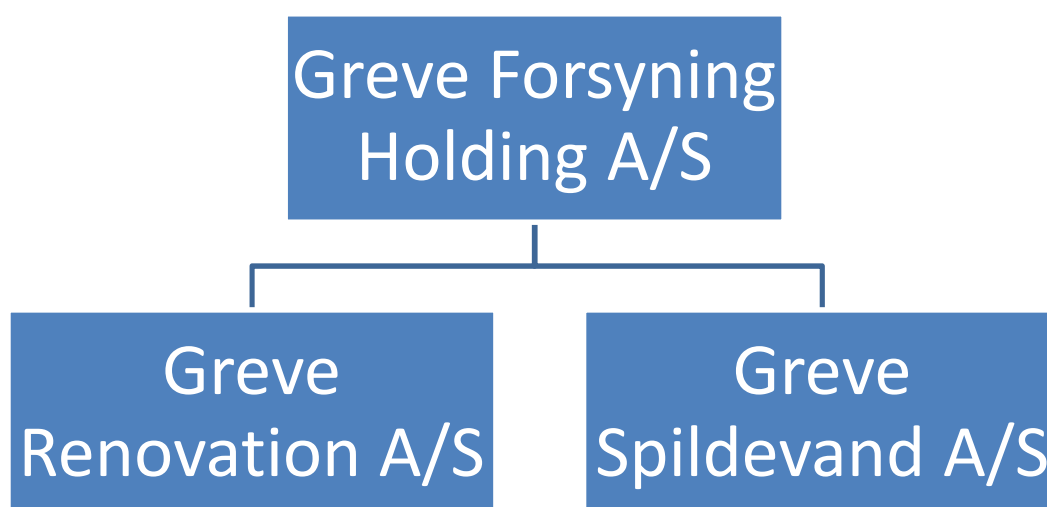 Greve Forsyning
Holding A/S
Greve
Renovation A/S
Greve
Spildevand A/S